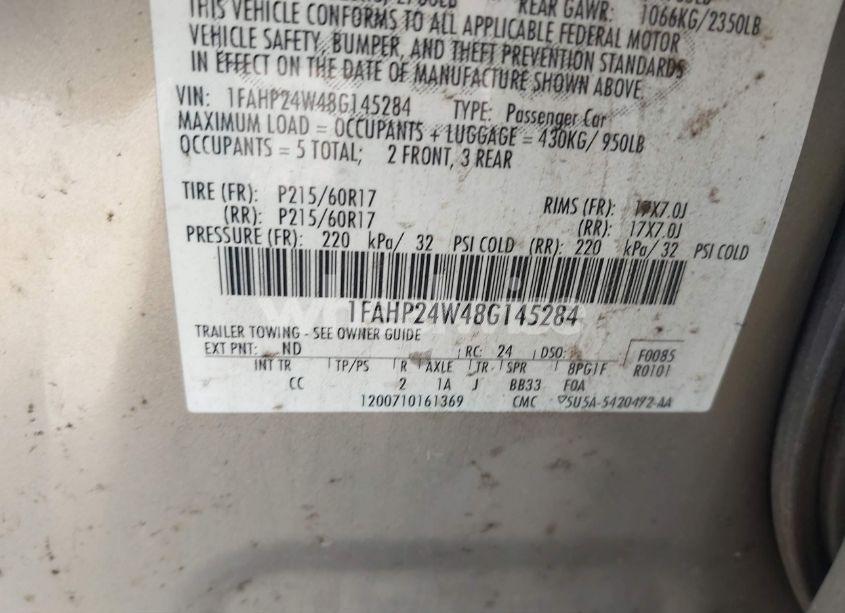 REAR GAWR: 1066KG/2350LB
THIS VEHICLE CONFORMS TO ALL APPLICABLE FEDERAL MOTOR
VEHICLE SAFETY, BUMPER, AND THEFT PREVENTION STANDARDS
IN EFFECT ON THE DATE OF MANUFACTURE SHOWN ABOVE.
VIN: 1FAHP24W48G145284 TYPE: Passenger Car
MAXIMUM LOAD = OCCUPANTS + LUGGAGE = 430KG/ 950LB
OCCUPANTS = 5 TOTAL; 2 FRONT, 3 REAR
TIRE (FR): P215/60R17 RIMS (FR): 17X7.0J
(RR): P215/60R17 (RR): 17X7.0J
PRESSURE (FR): 220 kPa/ 32 PSI COLD (RR): 220 kPa/ 32 PSI COLD
1FAHP24W48G145284
TRAILER TOWING - SEE OWNER GUIDE
EXT PNT: ND RC: 24 DSO: F0085
INT TR TP/PS R AXLE TR SPR 8PG1F R0101
CC 2 1A J BB33 FOA
1200710161369 CMC 5U5A-5420472-AA